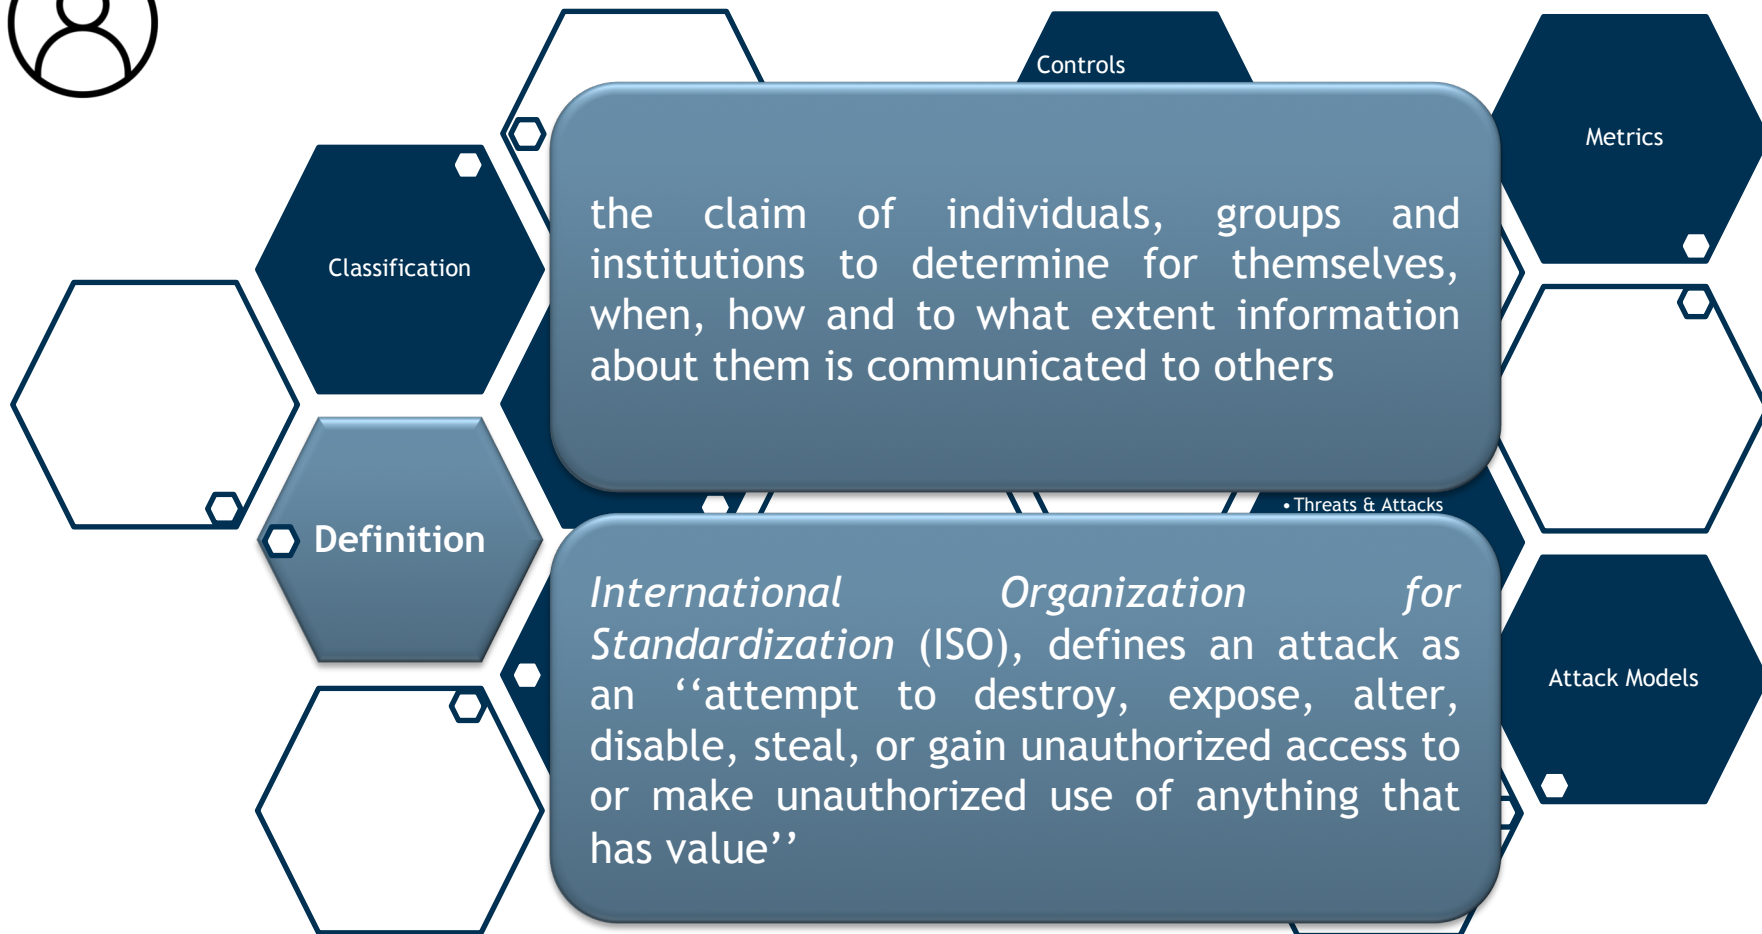 Controls
Metrics
Classification
the claim of individuals, groups and
institutions to determine for themselves,
when, how and to what extent information
about them is communicated to others
• Threats & Attacks
Definition
International Organization for
Standardization (ISO), defines an attack as
an ‘‘attempt to destroy, expose, alter,
disable, steal, or gain unauthorized access to
or make unauthorized use of anything that
has value’’
Attack Models